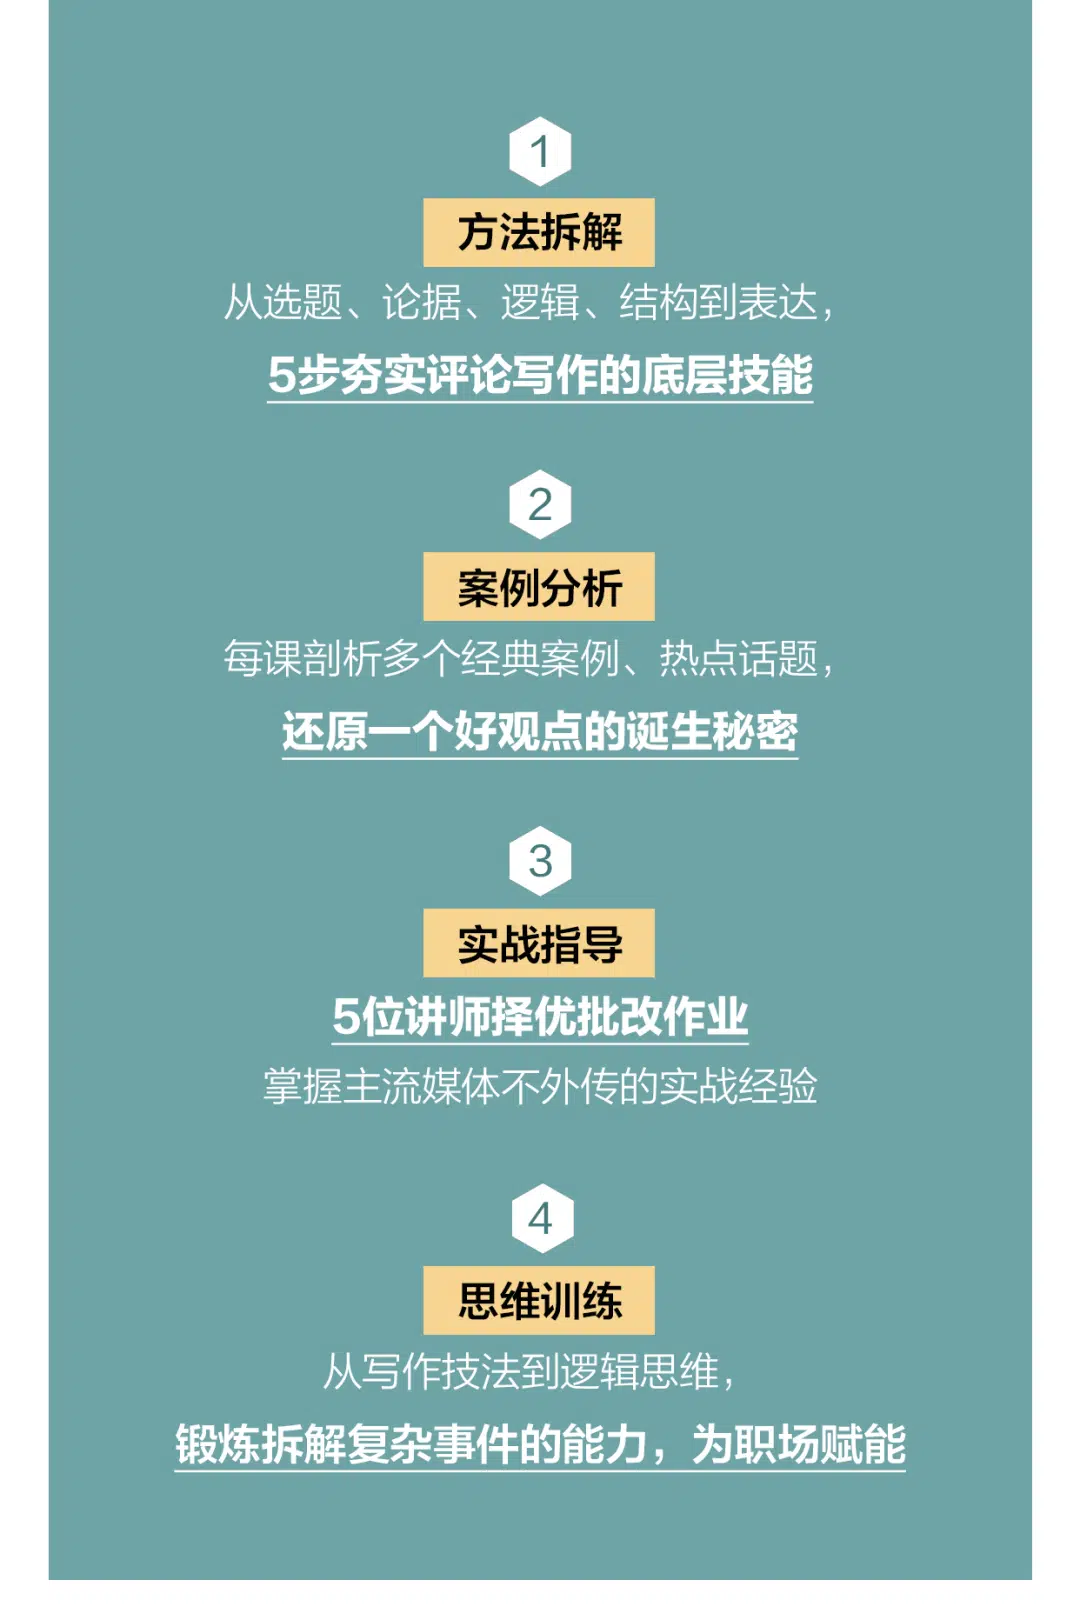 1
方法拆解
从选题、论据、逻辑、结构到表达，
5步夯实评论写作的底层技能
2
案例分析
每课剖析多个经典案例、热点话题，
还原一个好观点的诞生秘密
3
实战指导
5位讲师择优批改作业
掌握主流媒体不外传的实战经验
4
思维训练
从写作技法到逻辑思维，
锻炼拆解复杂事件的能力，为职场赋能